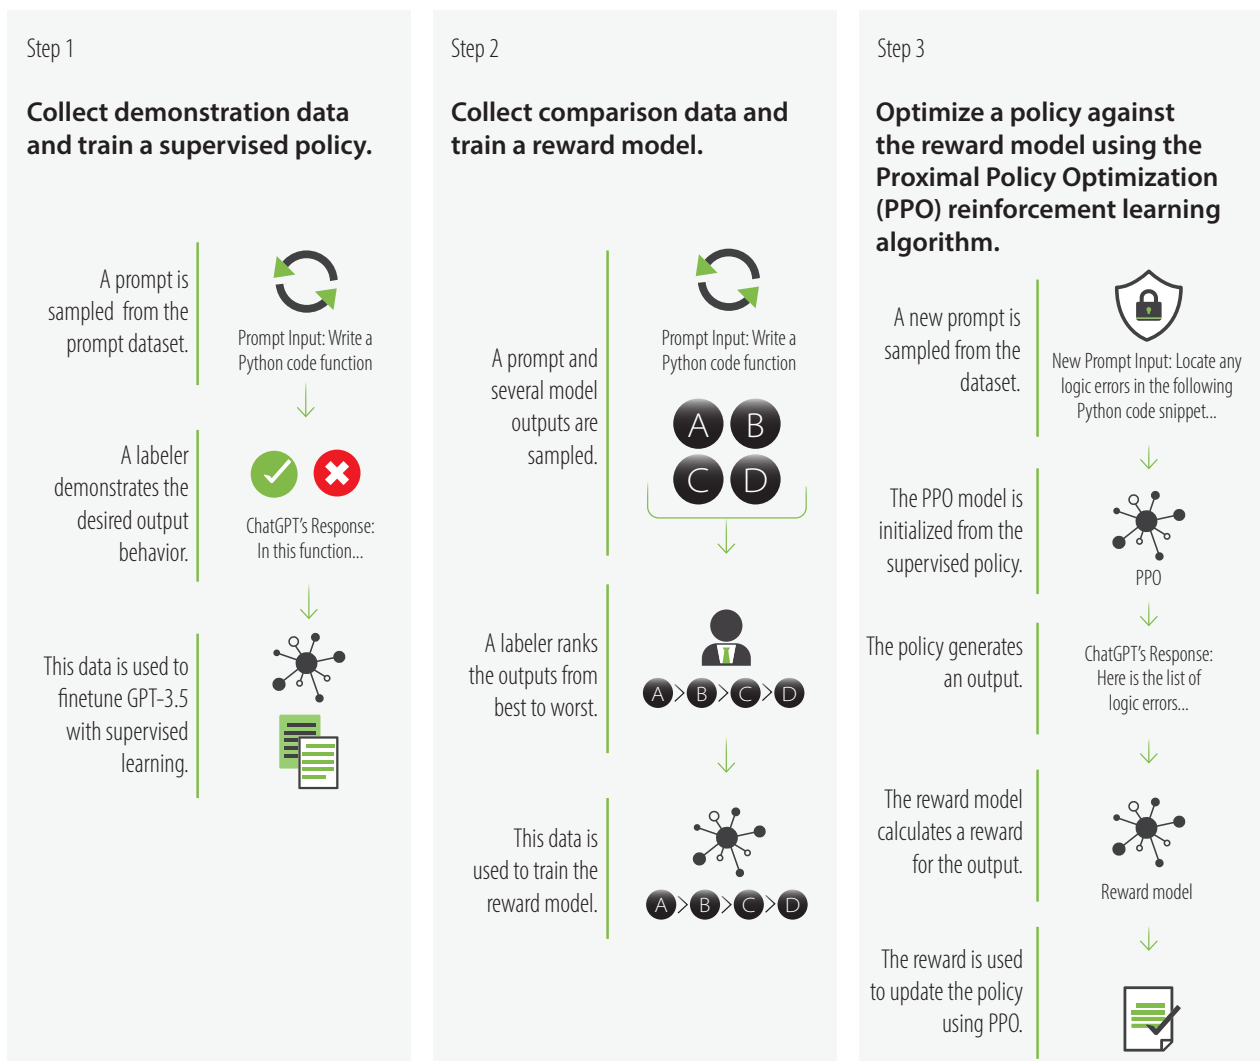 Step 1
Collect demonstration data
and train a supervised policy.
A prompt is
sampled from the
prompt dataset.
Prompt Input: Write a
Python code function
A labeler
demonstrates the
desired output
behavior.
ChatGPT's Response:
In this function...
This data is used to
finetune GPT-3.5
with supervised
learning.
Step 2
Collect comparison data and
train a reward model.
Prompt Input: Write a
Python code function
A prompt and
several model
outputs are
sampled.
A B
C D
A labeler ranks
the outputs from
best to worst.
A > B > C > D
This data is
used to train the
reward model.
A > B > C > D
Step 3
Optimize a policy against
the reward model using the
Proximal Policy Optimization
(PPO) reinforcement learning
algorithm.
A new prompt is
sampled from the
dataset.
New Prompt Input: Locate any
logic errors in the following
Python code snippet...
The PPO model is
initialized from the
supervised policy.
PPO
The policy generates
an output.
ChatGPT's Response:
Here is the list of
logic errors...
The reward model
calculates a reward
for the output.
Reward model
The reward is used
to update the policy
using PPO.